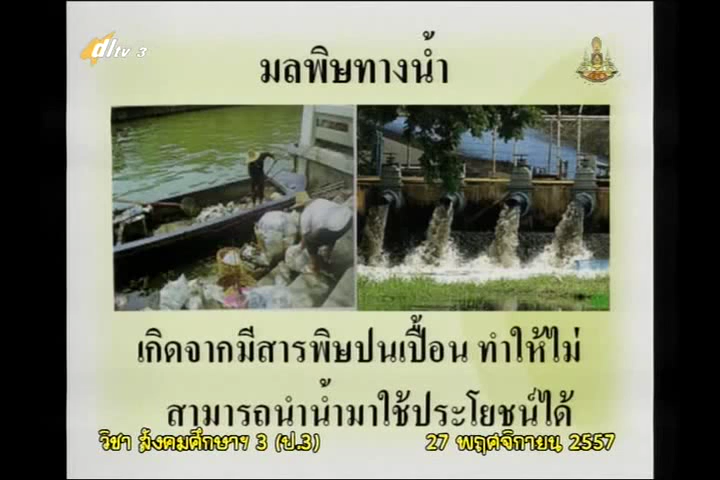 dltv 3
มลพิษทางน้ำ
เกิดจากมีสารพิษปนเปื้อน ทำให้ไม่
สามารถนำน้ำมาใช้ประโยชน์ได้
วิชา สังคมศึกษาฯ 3 (ป.3) 27 พฤศจิกายน 2557